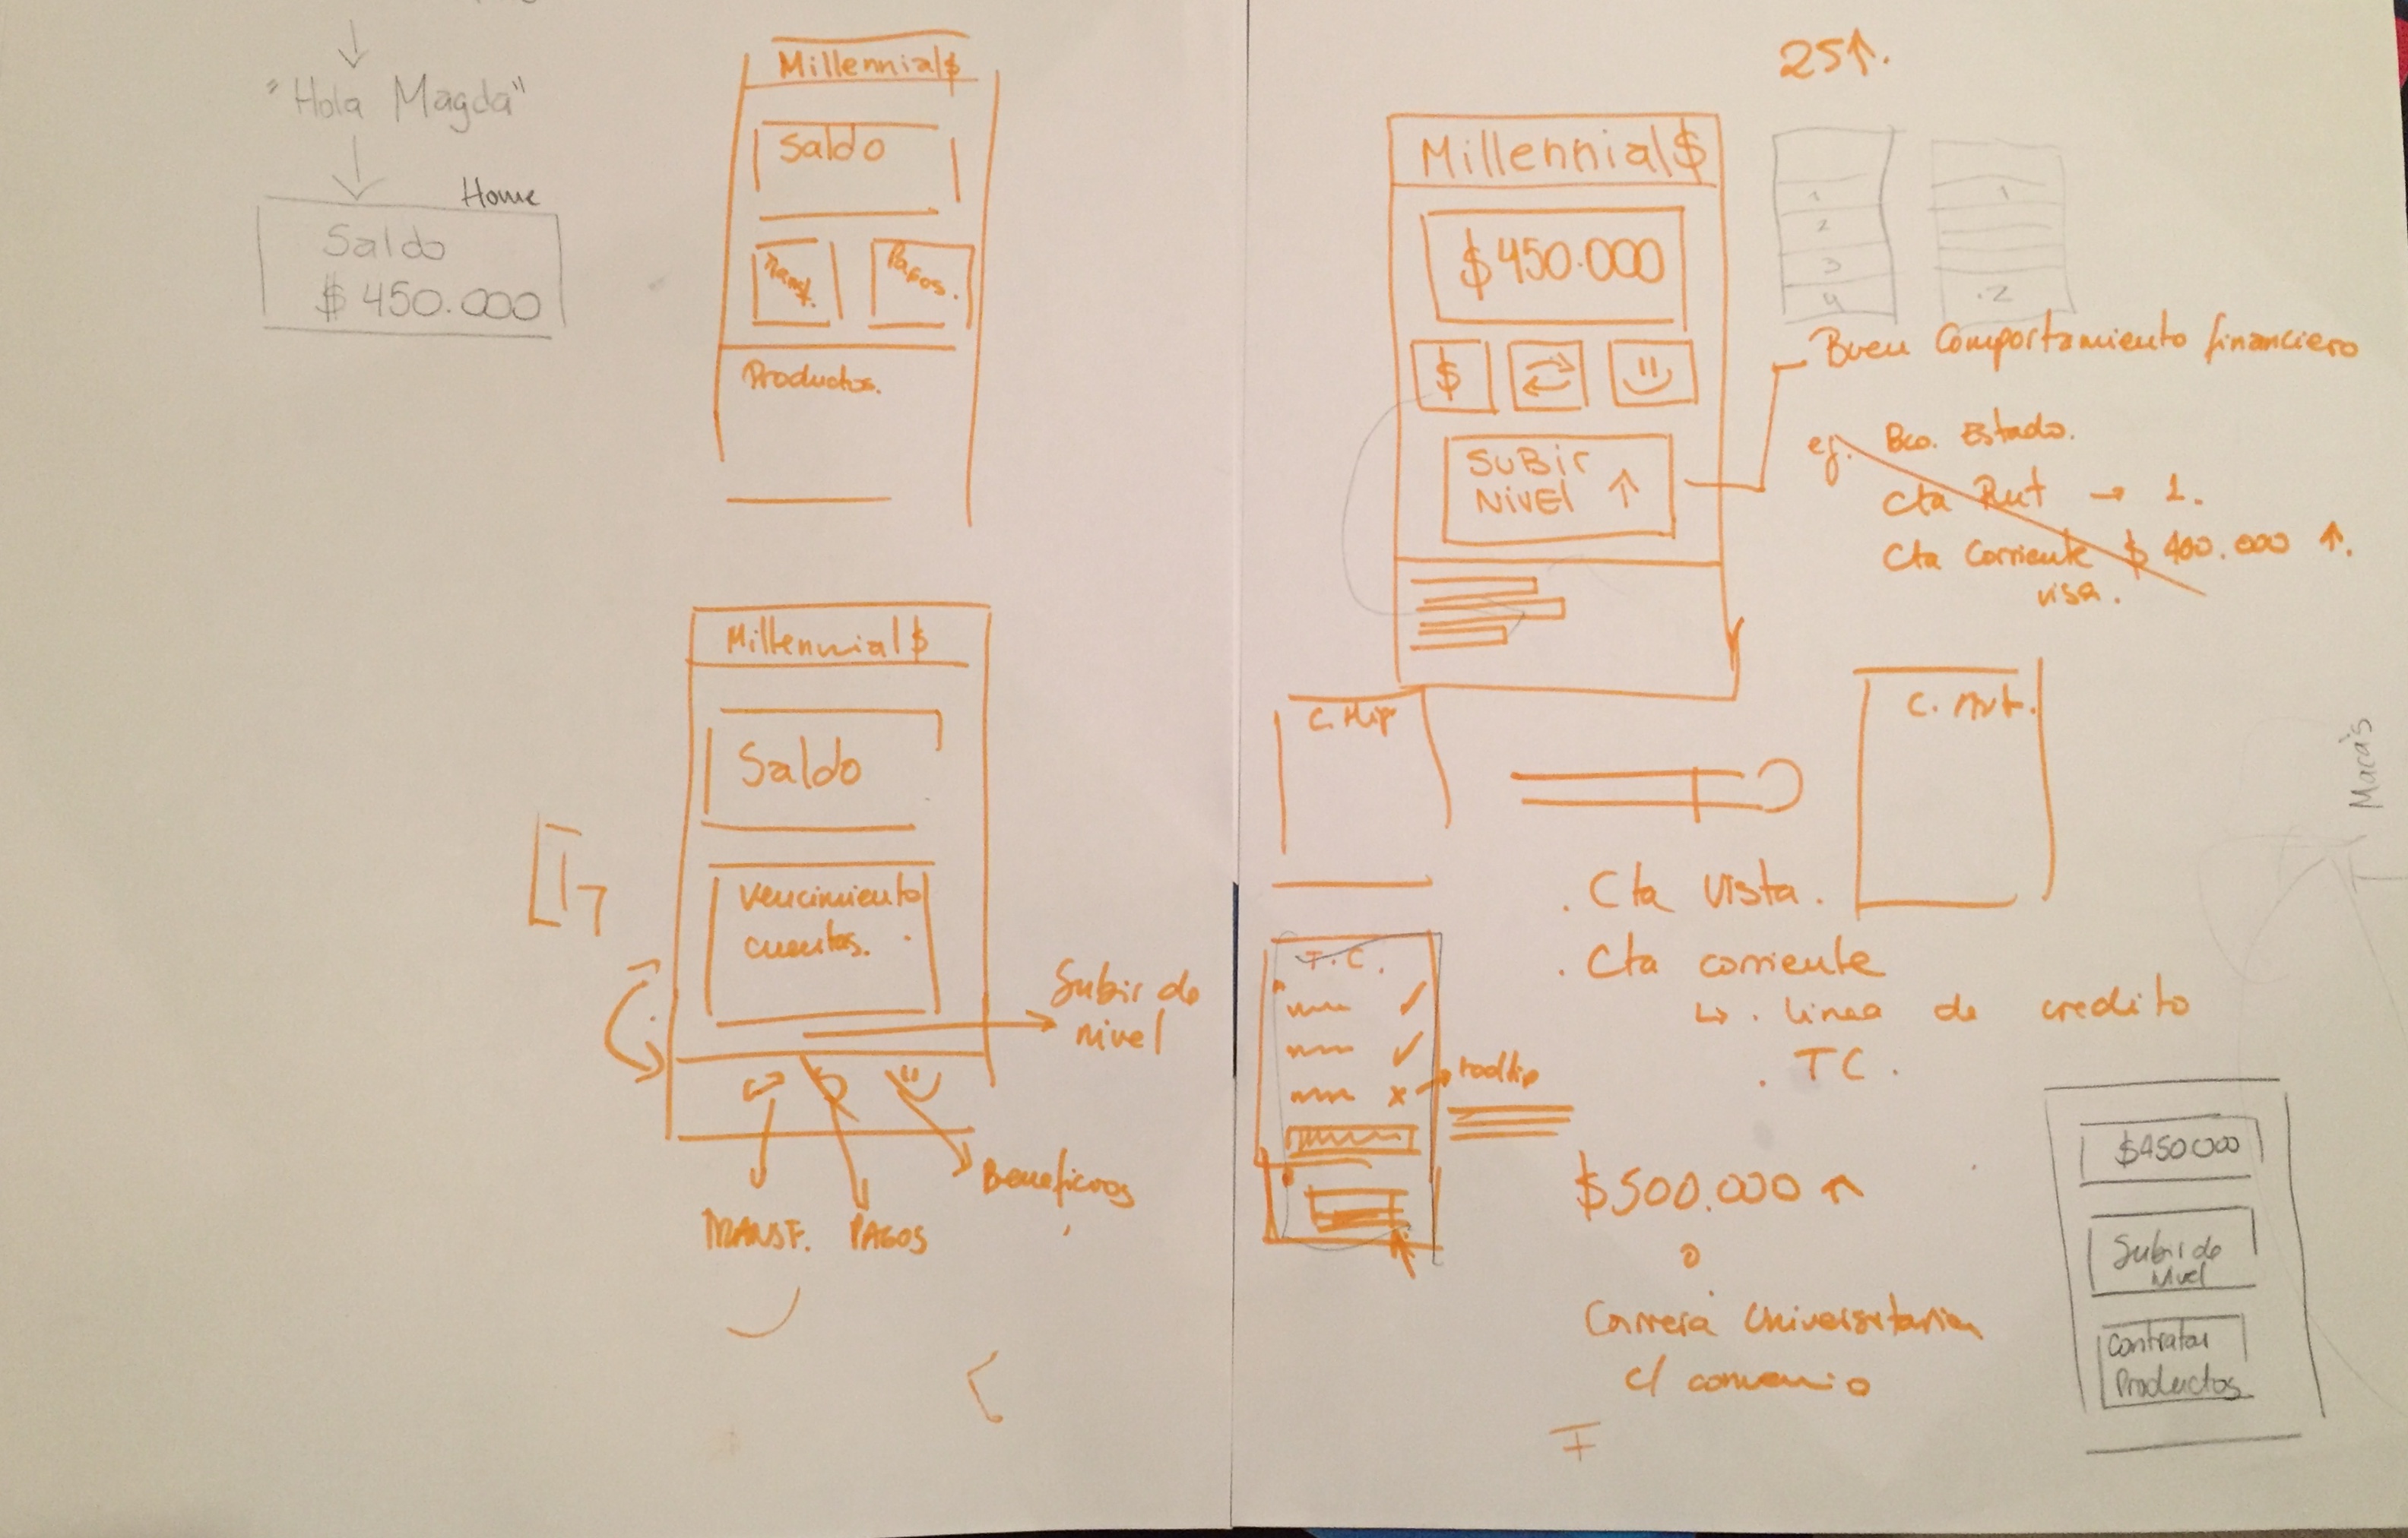 "Hola Magda"
Home
Saldo
$ 450.000
Millennial$
Saldo
Transf.
Pagos.
Productos.
Millennial$
Saldo
Vencimiento
cuentas.
Subir de
nivel
TRANSF.
PAGOS
Beneficios
25↑.
Millennial$
$450.000
$
SUBIR
NIVEL ↑
1
2
3
4
1
.2
Buen Comportamiento financiero
ej. Bco. Estado.
Cta Rut → 1.
Cta Corriente $ 400.000 ↑.
visa.
C. Hip
C. Aut.
Macas
. Cta Vista.
. Cta corriente
↳ . linea de credito
. TC.
T.C.
✓
✓
x → tooltip
$500.000 ↑
o
Carrera Universitaria
c/ convenio
$450000
Subir de
Nivel
Contratar
Productos